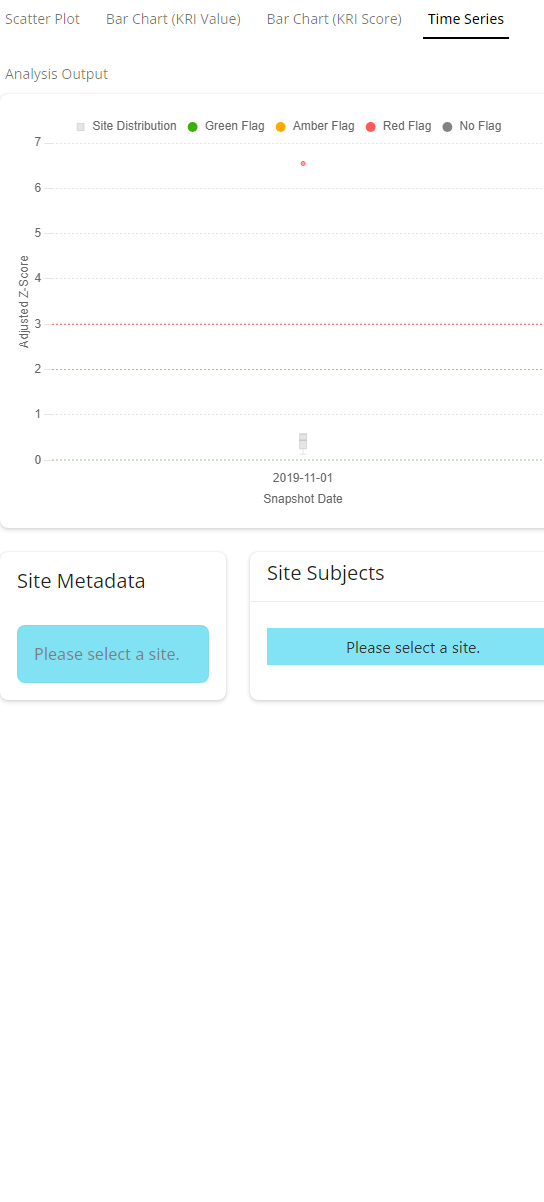 Scatter Plot Bar Chart (KRI Value) Bar Chart (KRI Score) Time Series
Analysis Output
Site Distribution Green Flag Amber Flag Red Flag No Flag
7
6
5
4
3
2
1
0
Adjusted Z-Score
2019-11-01
Snapshot Date
Site Metadata
Please select a site.
Site Subjects
Please select a site.